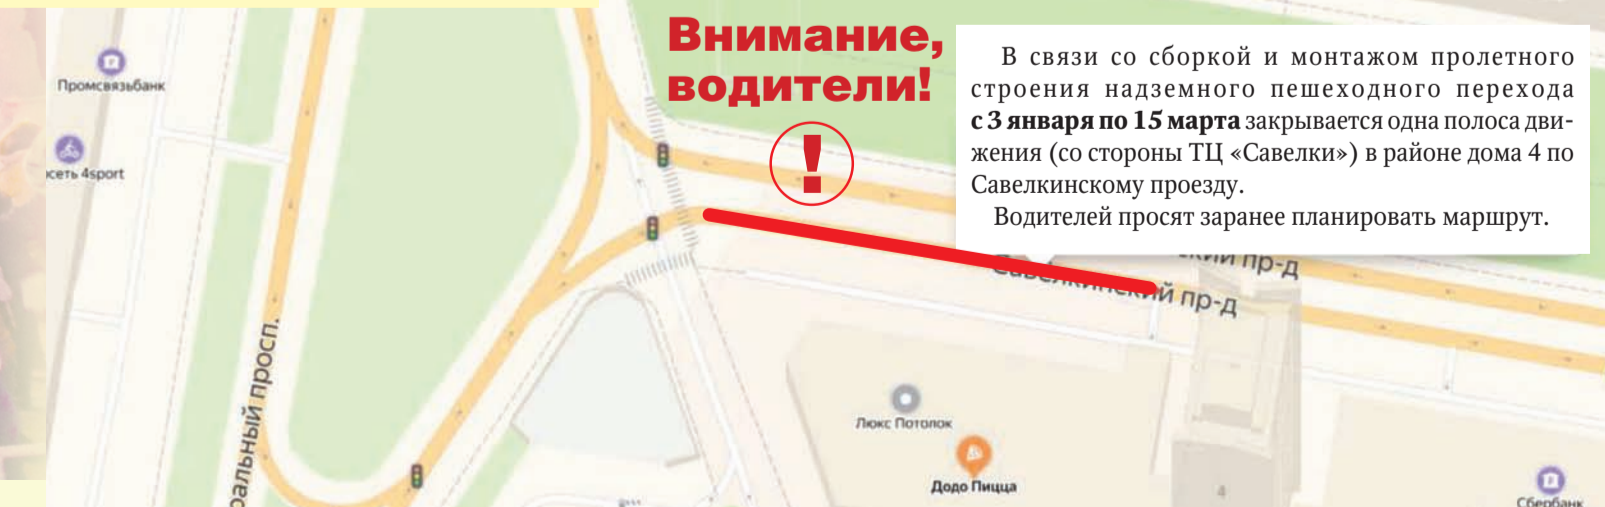 Внимание,
водители!
!
В связи со сборкой и монтажом пролетного
строения надземного пешеходного перехода
с 3 января по 15 марта закрывается одна полоса дви-
жения (со стороны ТЦ «Савелки») в районе дома 4 по
Савелкинскому проезду.
Водителей просят заранее планировать маршрут.
Промсвязьбанк
сеть 4sport
ральный просп.
ский пр-д
Савелкинский пр-д
Люкс Потолок
Додо Пицца
4
Сбербанк